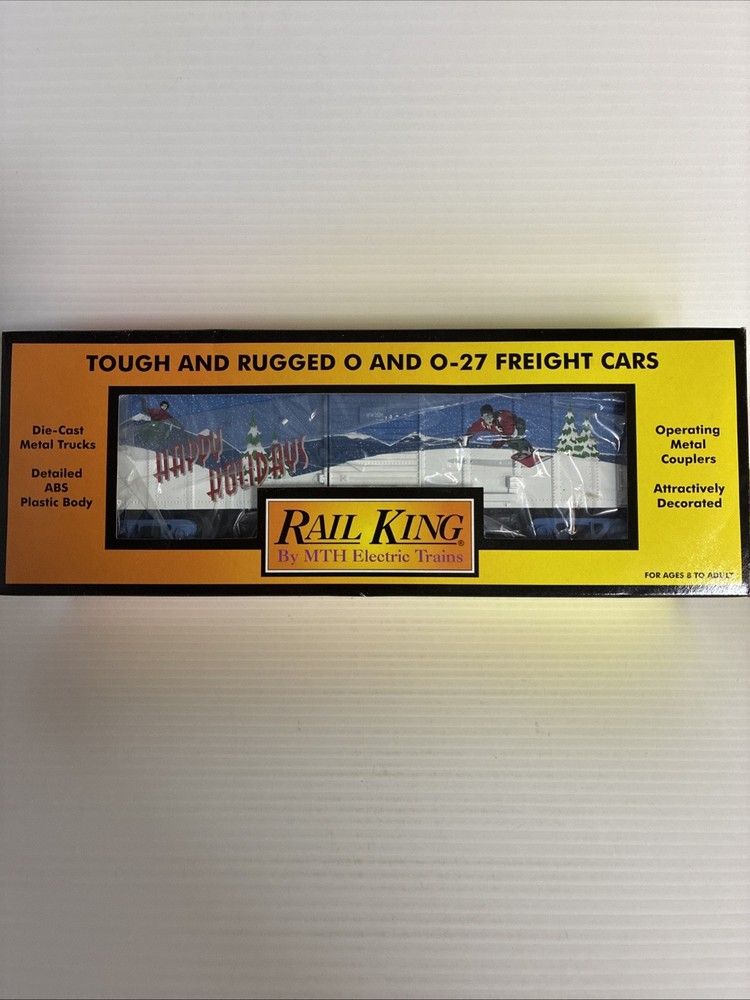 TOUGH AND RUGGED O AND O-27 FREIGHT CARS
Die-Cast
Metal Trucks
Detailed
ABS
Plastic Body
HAPPY
HOLIDAYS
Operating
Metal
Couplers
Attractively
Decorated
RAIL KING®
By MTH Electric Trains
FOR AGES 8 TO ADULT